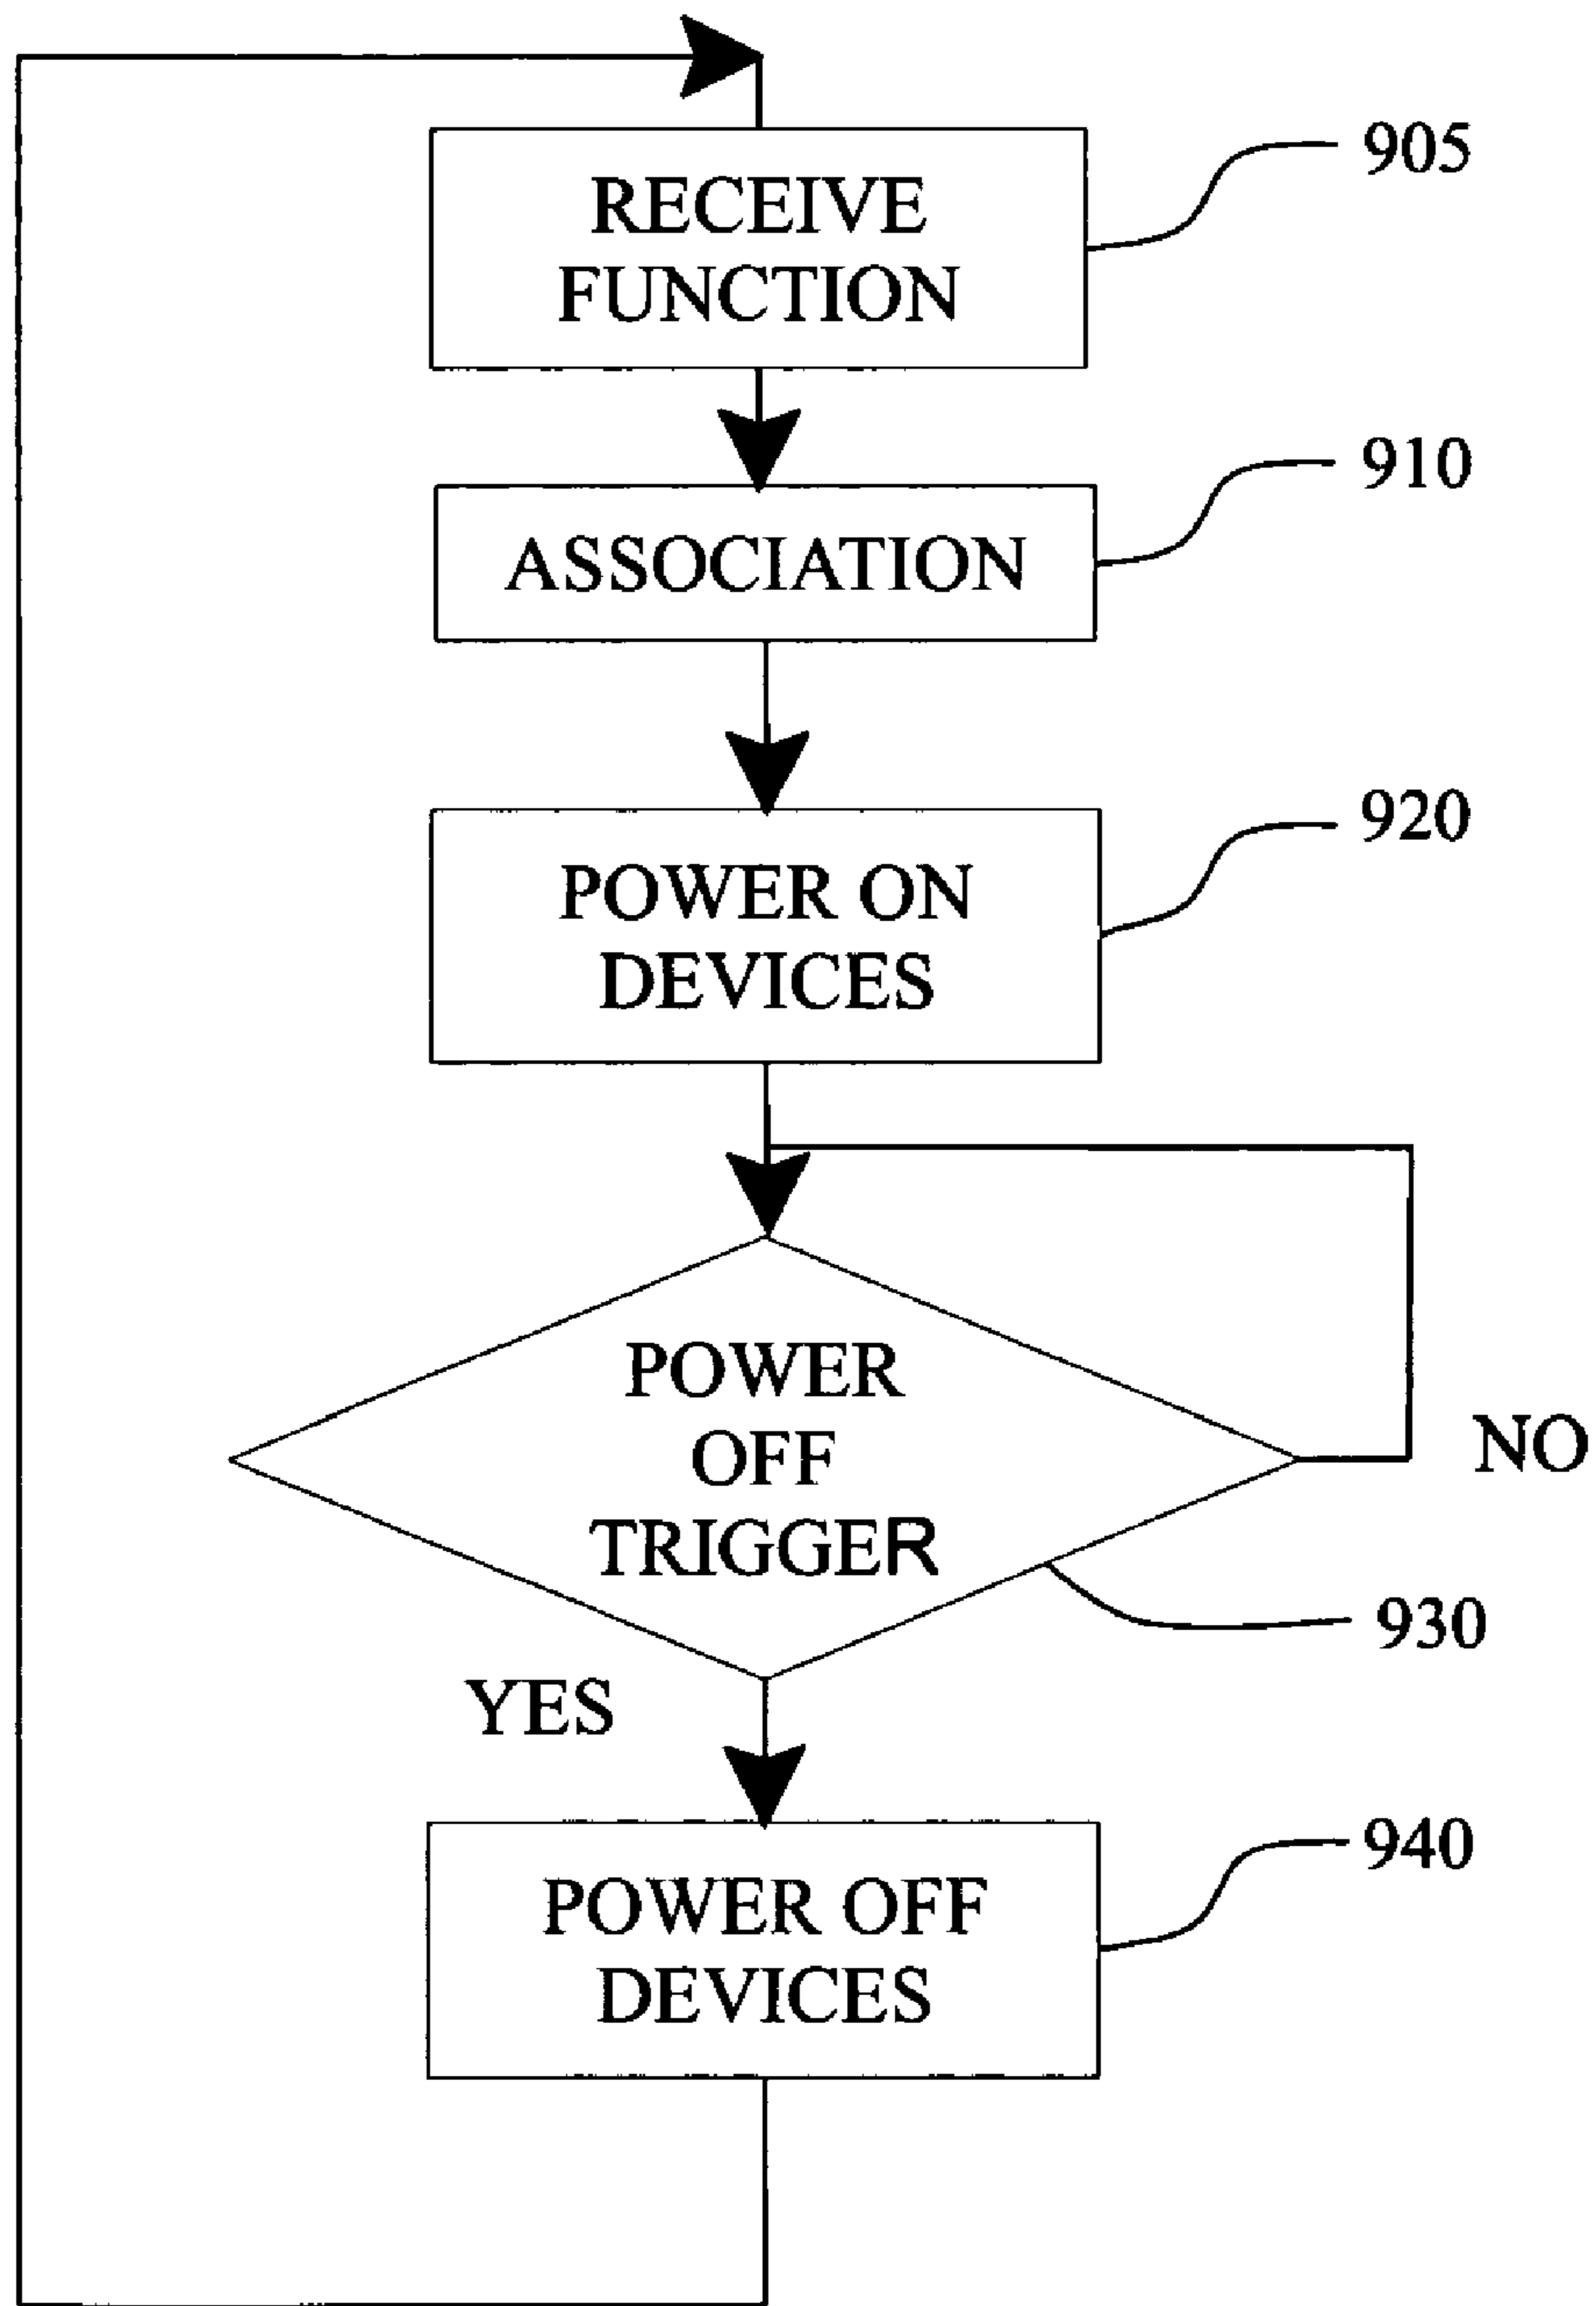 RECEIVE
FUNCTION
905
ASSOCIATION
910
POWER ON
DEVICES
920
POWER
OFF
TRIGGER
NO
930
YES
POWER OFF
DEVICES
940